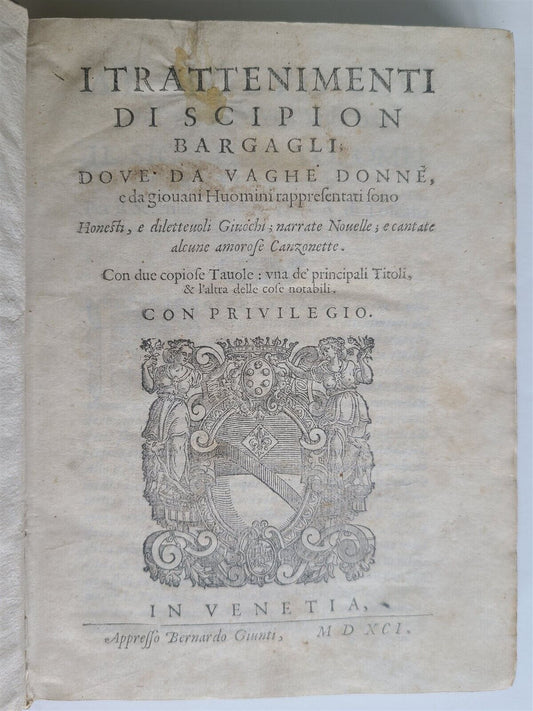 I TRATTENIMENTI
DI SCIPION
BARGAGLI;
DOVE DA VAGHE DONNE,
e da giouani Huomini rappresentati sono
Honesti, e diletteuoli Giuochi; narrate Nouelle; e cantate
alcune amorose Canzonette.
Con due copiose Tauole: vna de' principali Titoli,
& l'altra delle cose notabili.
CON PRIVILEGIO.
IN VENETIA,
Appresso Bernardo Giunti, M D XCI.